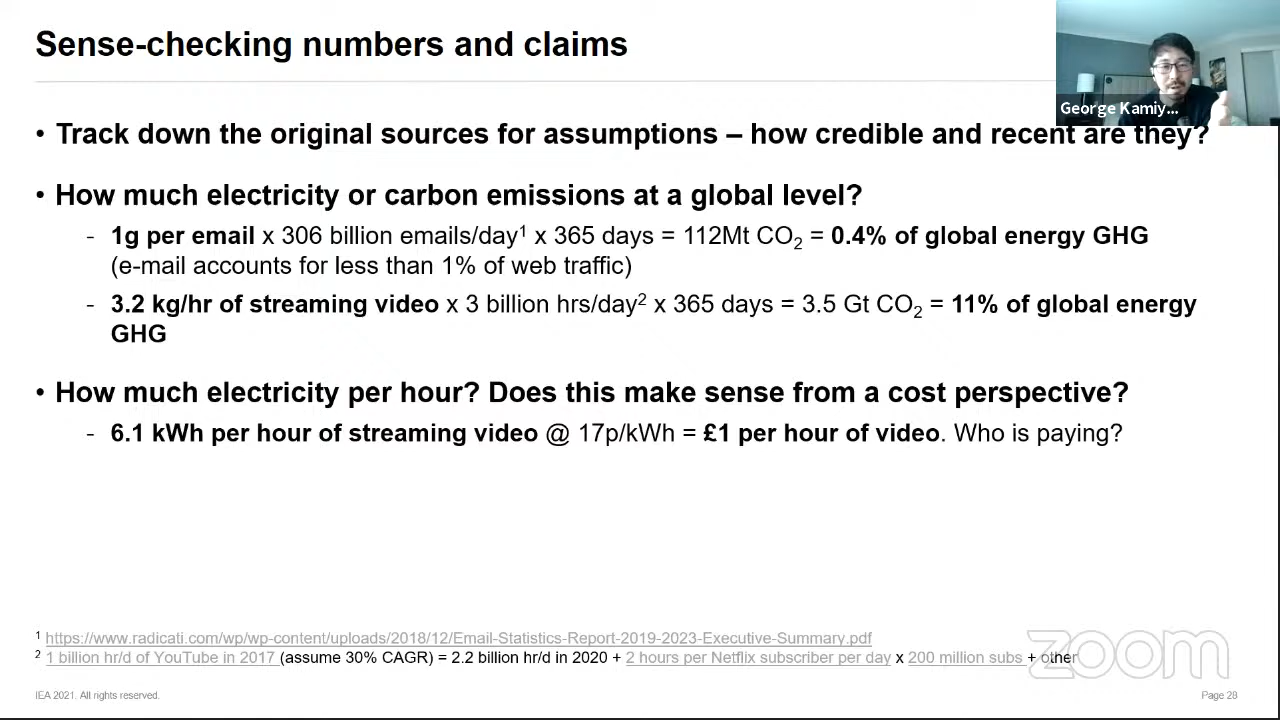 Sense-checking numbers and claims
George Kamiy...
• Track down the original sources for assumptions – how credible and recent are they?
• How much electricity or carbon emissions at a global level?
- 1g per email x 306 billion emails/day¹ x 365 days = 112Mt CO₂ = 0.4% of global energy GHG
(e-mail accounts for less than 1% of web traffic)
- 3.2 kg/hr of streaming video x 3 billion hrs/day² x 365 days = 3.5 Gt CO₂ = 11% of global energy
GHG
• How much electricity per hour? Does this make sense from a cost perspective?
- 6.1 kWh per hour of streaming video @ 17p/kWh = £1 per hour of video. Who is paying?
¹ https://www.radicati.com/wp/wp-content/uploads/2018/12/Email-Statistics-Report-2019-2023-Executive-Summary.pdf
² 1 billion hr/d of YouTube in 2017 (assume 30% CAGR) = 2.2 billion hr/d in 2020 + 2 hours per Netflix subscriber per day x 200 million subs + other
zoom
IEA 2021. All rights reserved.
Page 28